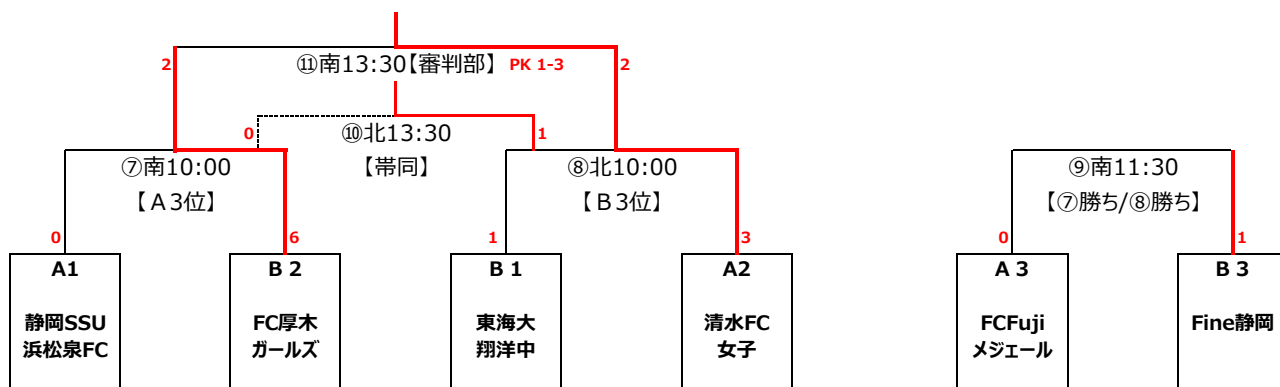 2 ⑪南13:30【審判部】 PK 1-3 2
0 ⑩北13:30 1
⑦南10:00 【帯同】 ⑧北10:00 ⑨南11:30
【A3位】 【B3位】 【⑦勝ち/⑧勝ち】
0 6 1 3 0 1
A1 B 2 B 1 A2 A 3 B 3
静岡SSU FC厚木 東海大 清水FC FCFuji Fine静岡
浜松泉FC ガールズ 翔洋中 女子 メジェール